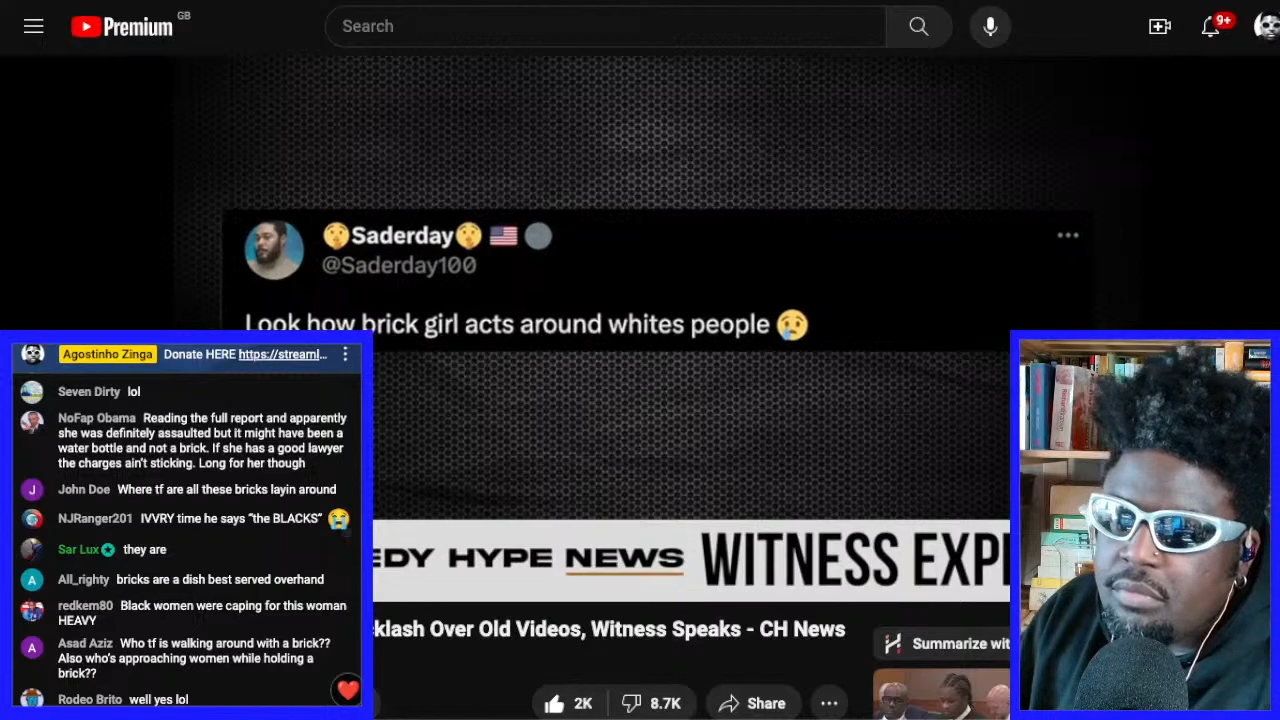 Premium GB
Search
9+
🤫Saderday🤫 🇺🇸
@Saderday100
Look how brick girl acts around whites people 😢
Agostinho Zinga Donate HERE https://streaml...
Seven Dirty lol
NoFap Obama Reading the full report and apparently
she was definitely assaulted but it might have been a
water bottle and not a brick. If she has a good lawyer
the charges ain't sticking. Long for her though
John Doe Where tf are all these bricks layin around
NJRanger201 IVVRY time he says "the BLACKS" 😭
Sar Lux they are
All_righty bricks are a dish best served overhand
redkem80 Black women were caping for this woman
HEAVY
Asad Aziz Who tf is walking around with a brick??
Also who's approaching women while holding a
brick??
Rodeo Brito well yes lol
EDY HYPE NEWS WITNESS EXP
cklash Over Old Videos, Witness Speaks - CH News
Summarize wit
2K
8.7K
Share